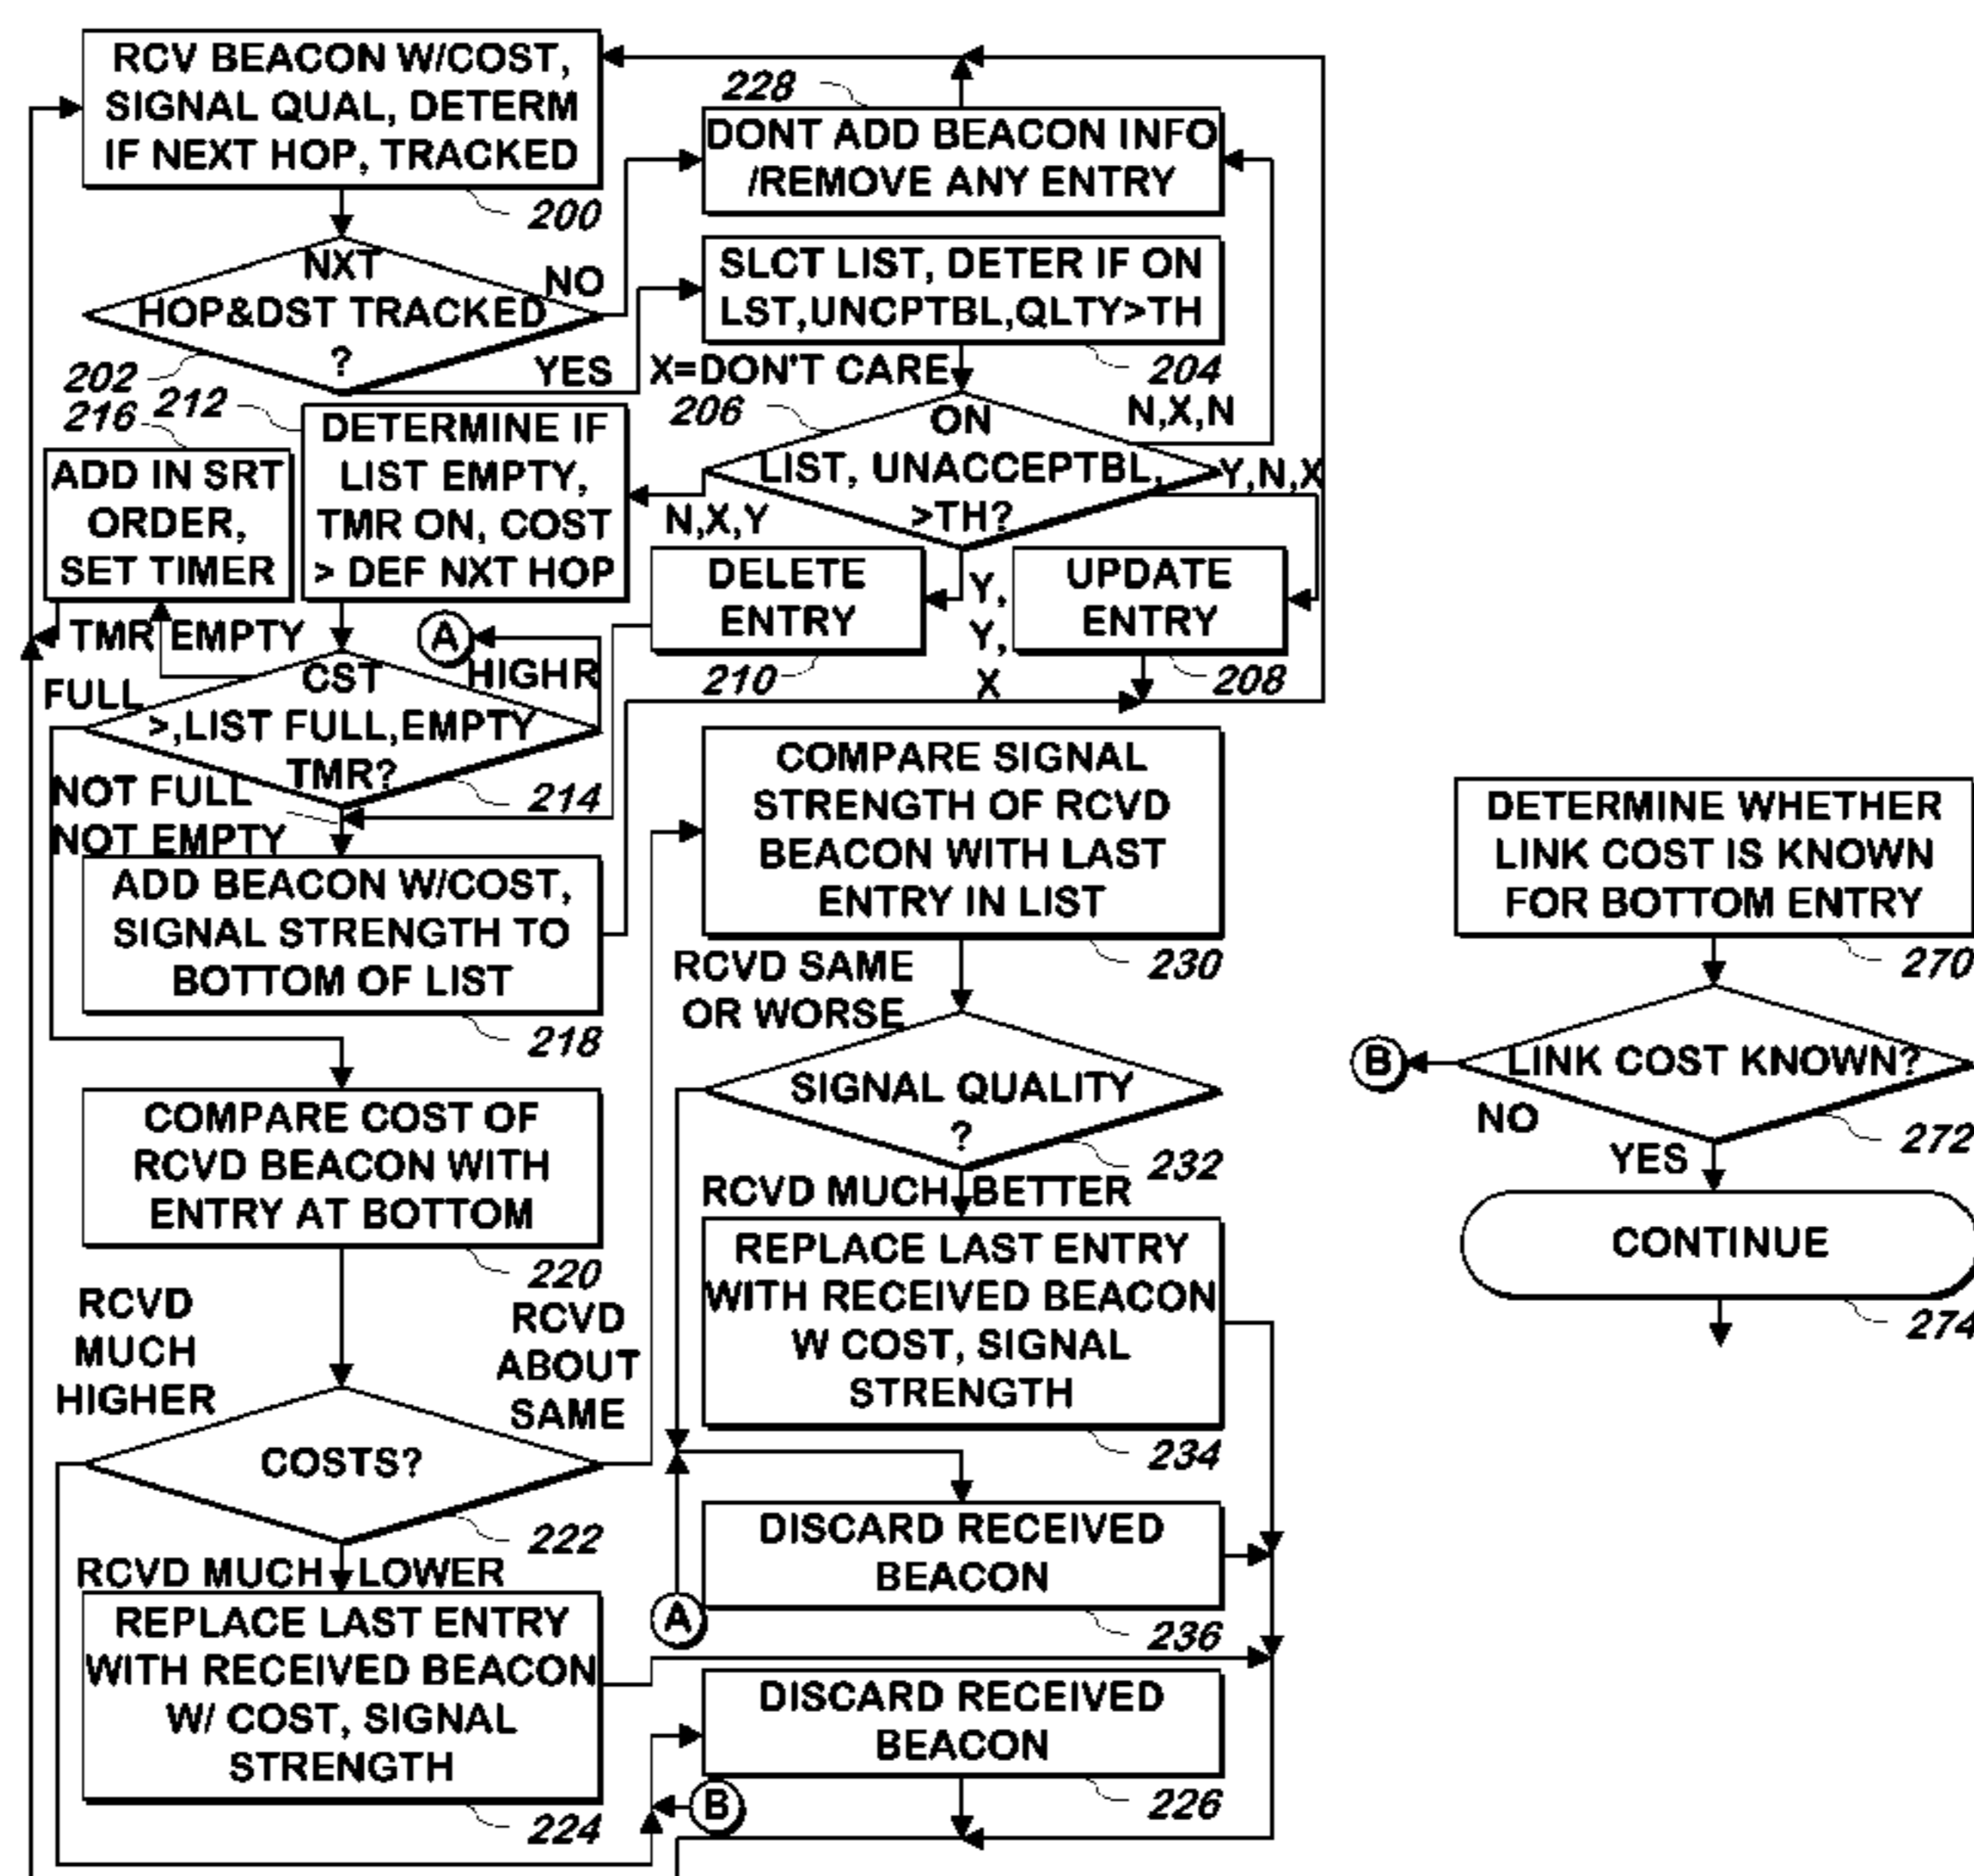 RCV BEACON W/COST,
SIGNAL QUAL, DETERM
IF NEXT HOP, TRACKED
200
228
DONT ADD BEACON INFO
/REMOVE ANY ENTRY
NXT
HOP&DST TRACKED
?
NO
YES
202
SLCT LIST, DETER IF ON
LST,UNCPTBL,QLTY>TH
204
X=DON'T CARE
206
ON
LIST, UNACCEPTBL,
>TH?
N,X,N
Y,N,X
N,X,Y
Y,
Y,
X
216
ADD IN SRT
ORDER,
SET TIMER
212
DETERMINE IF
LIST EMPTY,
TMR ON, COST
> DEF NXT HOP
DELETE
ENTRY
210
UPDATE
ENTRY
208
TMR EMPTY
A
HIGHR
FULL
CST
>,LIST FULL,EMPTY
TMR?
214
NOT FULL
NOT EMPTY
ADD BEACON W/COST,
SIGNAL STRENGTH TO
BOTTOM OF LIST
218
COMPARE COST OF
RCVD BEACON WITH
ENTRY AT BOTTOM
220
RCVD
MUCH
HIGHER
RCVD
ABOUT
SAME
COSTS?
222
RCVD MUCH LOWER
REPLACE LAST ENTRY
WITH RECEIVED BEACON
W/ COST, SIGNAL
STRENGTH
224
COMPARE SIGNAL
STRENGTH OF RCVD
BEACON WITH LAST
ENTRY IN LIST
230
RCVD SAME
OR WORSE
SIGNAL QUALITY
?
232
RCVD MUCH BETTER
REPLACE LAST ENTRY
WITH RECEIVED BEACON
W COST, SIGNAL
STRENGTH
234
DISCARD RECEIVED
BEACON
236
A
DISCARD RECEIVED
BEACON
226
B
DETERMINE WHETHER
LINK COST IS KNOWN
FOR BOTTOM ENTRY
270
B
LINK COST KNOWN?
NO
272
YES
CONTINUE
274